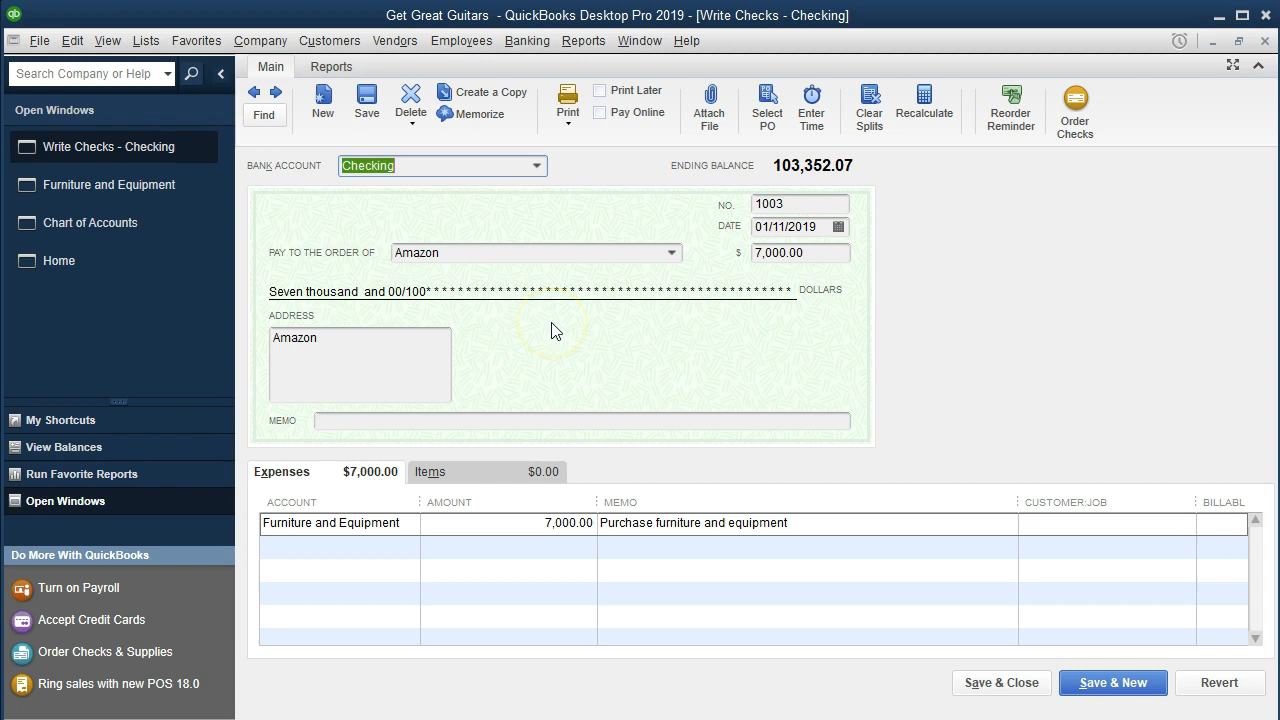 Get Great Guitars - QuickBooks Desktop Pro 2019 - [Write Checks - Checking]
File Edit View Lists Favorites Company Customers Vendors Employees Banking Reports Window Help
Search Company or Help
Main Reports
Open Windows
Write Checks - Checking
Furniture and Equipment
Chart of Accounts
Home
My Shortcuts
View Balances
Run Favorite Reports
Open Windows
Do More With QuickBooks
Turn on Payroll
Accept Credit Cards
Order Checks & Supplies
Ring sales with new POS 18.0
Find
New
Save
Delete
Create a Copy
Memorize
Print
Print Later
Pay Online
Attach File
Select PO
Enter Time
Clear Splits
Recalculate
Reorder Reminder
Order Checks
BANK ACCOUNT Checking ENDING BALANCE 103,352.07
NO. 1003
DATE 01/11/2019
PAY TO THE ORDER OF Amazon $ 7,000.00
Seven thousand and 00/100* * * * * * * * * * * * * * * * * * * * * * * * * * * * * * * * * * * * * * * * * * * * DOLLARS
ADDRESS
Amazon
MEMO
Expenses $7,000.00 Items $0.00
ACCOUNT AMOUNT MEMO CUSTOMER:JOB BILLABL
Furniture and Equipment 7,000.00 Purchase furniture and equipment
Save & Close Save & New Revert